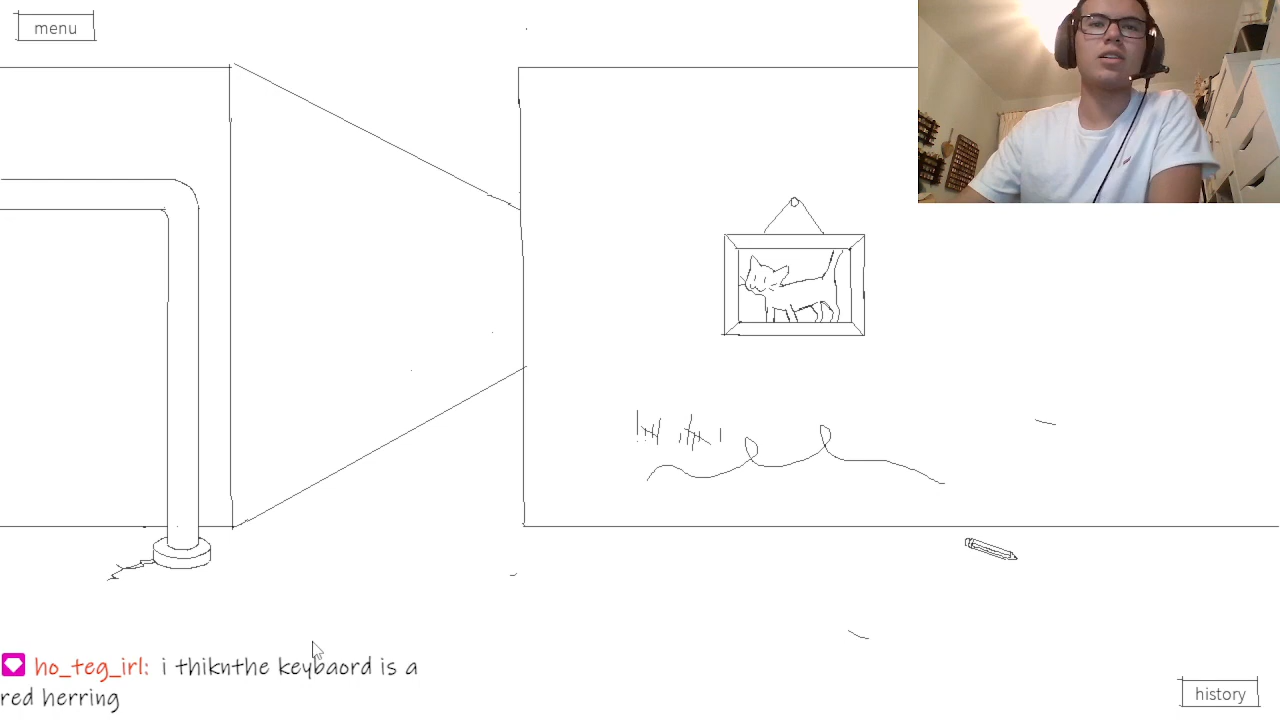 menu
ho_teg_irl: i thiknthe keybaord is a
red herring
history